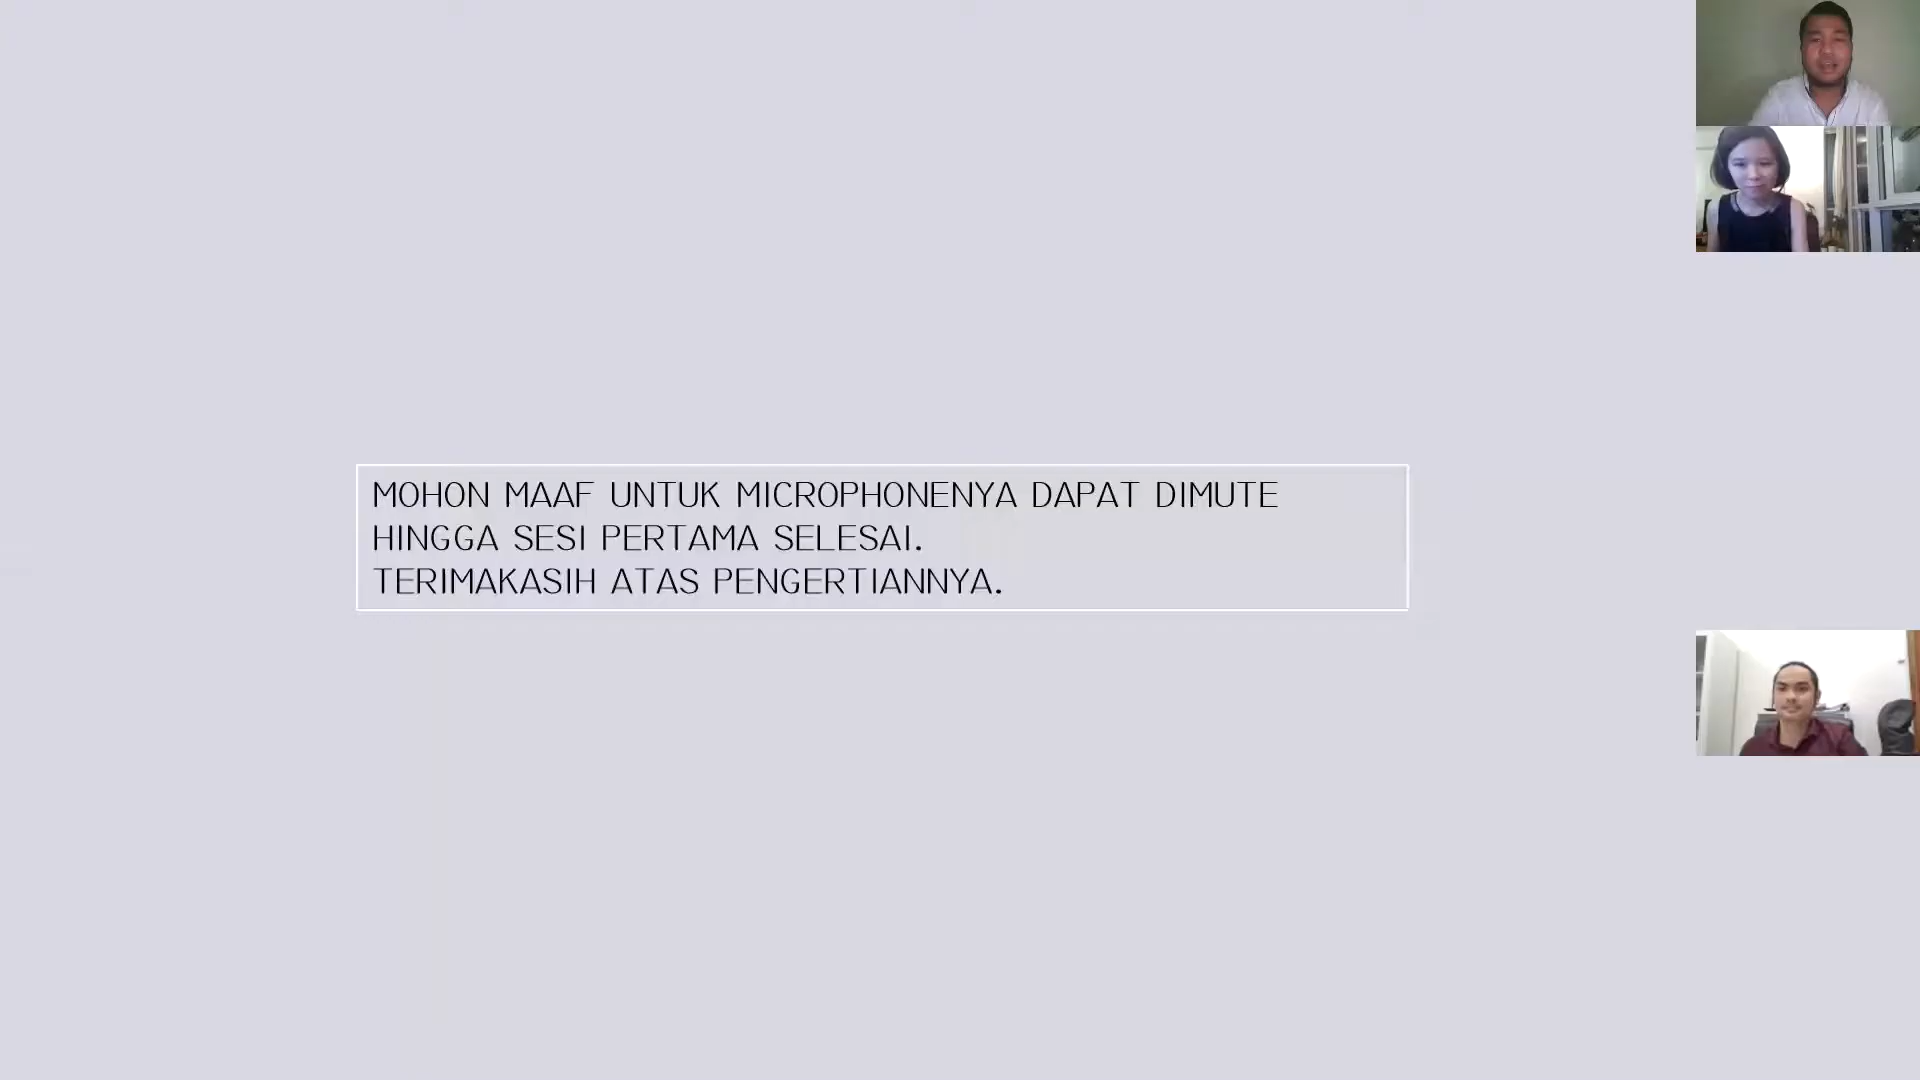 MOHON MAAF UNTUK MICROPHONENYA DAPAT DIMUTE
HINGGA SESI PERTAMA SELESAI.
TERIMAKASIH ATAS PENGERTIANNYA.